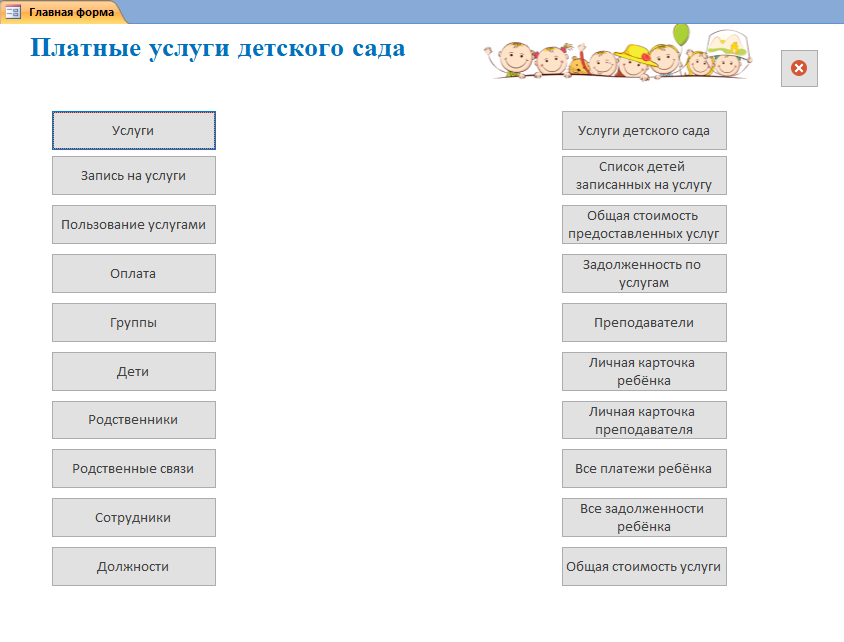 Главная форма
Платные услуги детского сада
Услуги
Запись на услуги
Пользование услугами
Оплата
Группы
Дети
Родственники
Родственные связи
Сотрудники
Должности
Услуги детского сада
Список детей
записанных на услугу
Общая стоимость
предоставленных услуг
Задолженность по
услугам
Преподаватели
Личная карточка
ребёнка
Личная карточка
преподавателя
Все платежи ребёнка
Все задолженности
ребёнка
Общая стоимость услуги